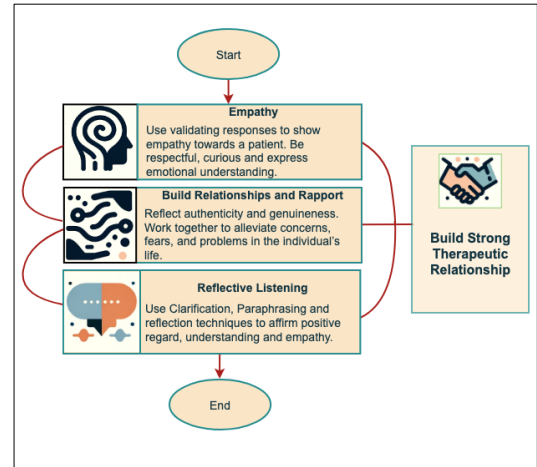 Start
Empathy
Use validating responses to show
empathy towards a patient. Be
respectful, curious and express
emotional understanding.
Build Relationships and Rapport
Reflect authenticity and genuineness.
Work together to alleviate concerns,
fears, and problems in the individual's
life.
Reflective Listening
Use Clarification, Paraphrasing and
reflection techniques to affirm positive
regard, understanding and empathy.
End
Build Strong
Therapeutic
Relationship